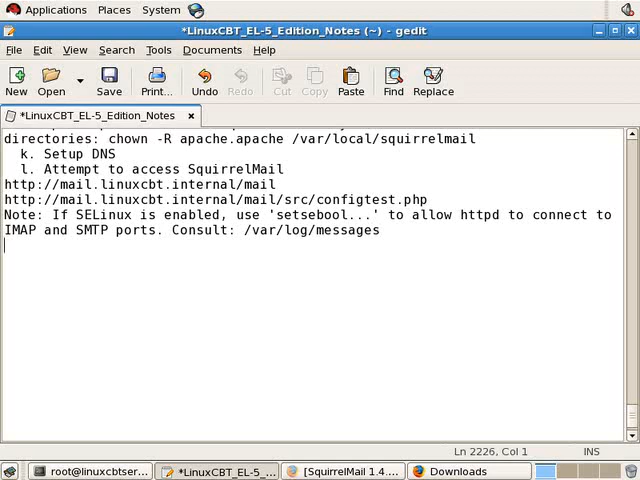 Applications Places System
*LinuxCBT_EL-5_Edition_Notes (~) - gedit
File Edit View Search Tools Documents Help
New Open Save Print... Undo Redo Cut Copy Paste Find Replace
*LinuxCBT_EL-5_Edition_Notes
directories: chown -R apache.apache /var/local/squirrelmail
k. Setup DNS
l. Attempt to access SquirrelMail
http://mail.linuxcbt.internal/mail
http://mail.linuxcbt.internal/mail/src/configtest.php
Note: If SELinux is enabled, use 'setsebool...' to allow httpd to connect to
IMAP and SMTP ports. Consult: /var/log/messages
Ln 2226, Col 1 INS
root@linuxcbtser... *LinuxCBT_EL-5_... [SquirrelMail 1.4.... Downloads